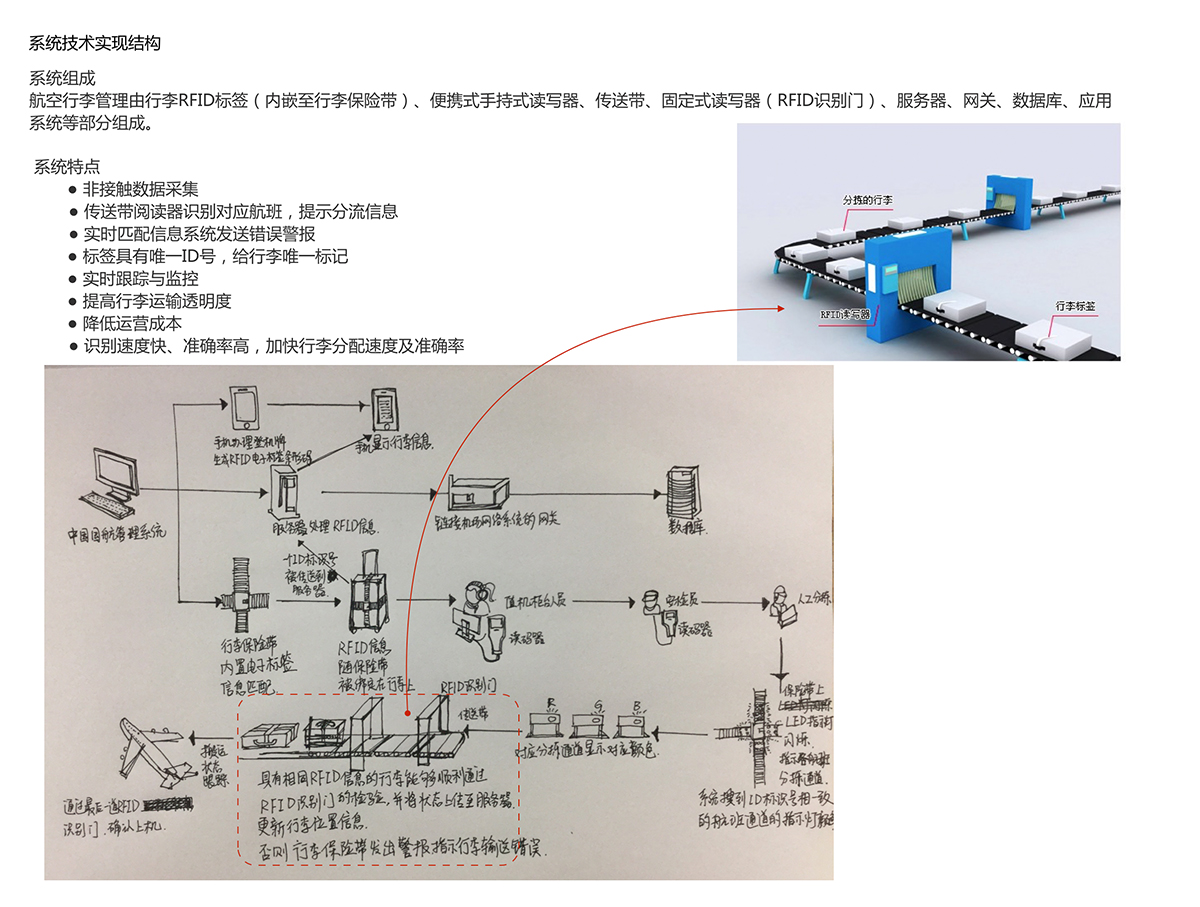 系统技术实现结构
系统组成
航空行李管理由行李RFID标签（内嵌至行李保险带）、便携式手持式读写器、传送带、固定式读写器（RFID识别门）、服务器、网关、数据库、应用
系统等部分组成。
系统特点
● 非接触数据采集
● 传送带阅读器识别对应航班，提示分流信息
● 实时匹配信息系统发送错误警报
● 标签具有唯一ID号，给行李唯一标记
● 实时跟踪与监控
● 提高行李运输透明度
● 降低运营成本
● 识别速度快、准确率高，加快行李分配速度及准确率
分拣的行李
RFID读写器
行李标签
手机办理登机牌
生成RFID电子标签条形码
手机显示行李信息.
中国国航管理系统
服务器处理RFID信息.
链接机场网络系统的网关
数据库.
一个ID标识号
被传送到
服务器.
行李保险带
内置电子标签
信息匹配.
RFID信息
随保险带
被绑定在行李上
值机柜台人员
读码器
安检员
读码器
人工分拣
RFID识别门
传送带
R
G
B
对应分拣通道显示对应颜色.
保险带上
LED指示灯
闪烁.
分拣通道.
系统搜到ID标识号相一致
的航班通道的指示灯
搬运
状态
跟踪
通过最后一道RFID
识别门.确认上机.
具有相同RFID信息的行李能够顺利通过
RFID识别门的检验,并将状态上传至服务器.
更新行李位置信息.
否则行李保险带发出警报,指示行李输送错误.